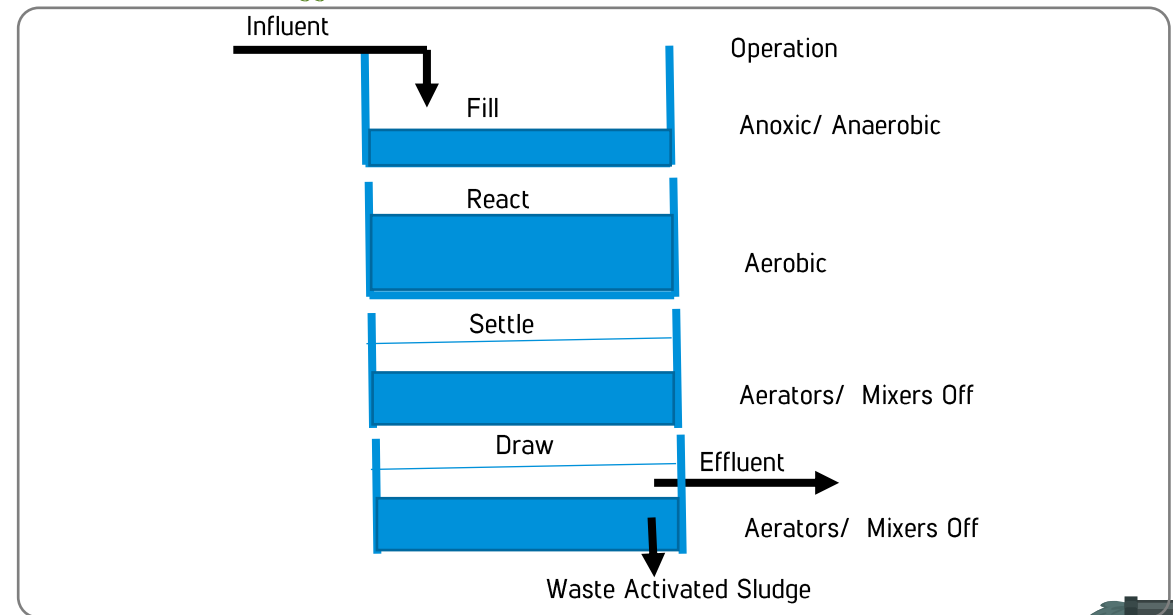 Influent
Operation
Fill
Anoxic/ Anaerobic
React
Aerobic
Settle
Aerators/ Mixers Off
Draw
Effluent
Aerators/ Mixers Off
Waste Activated Sludge